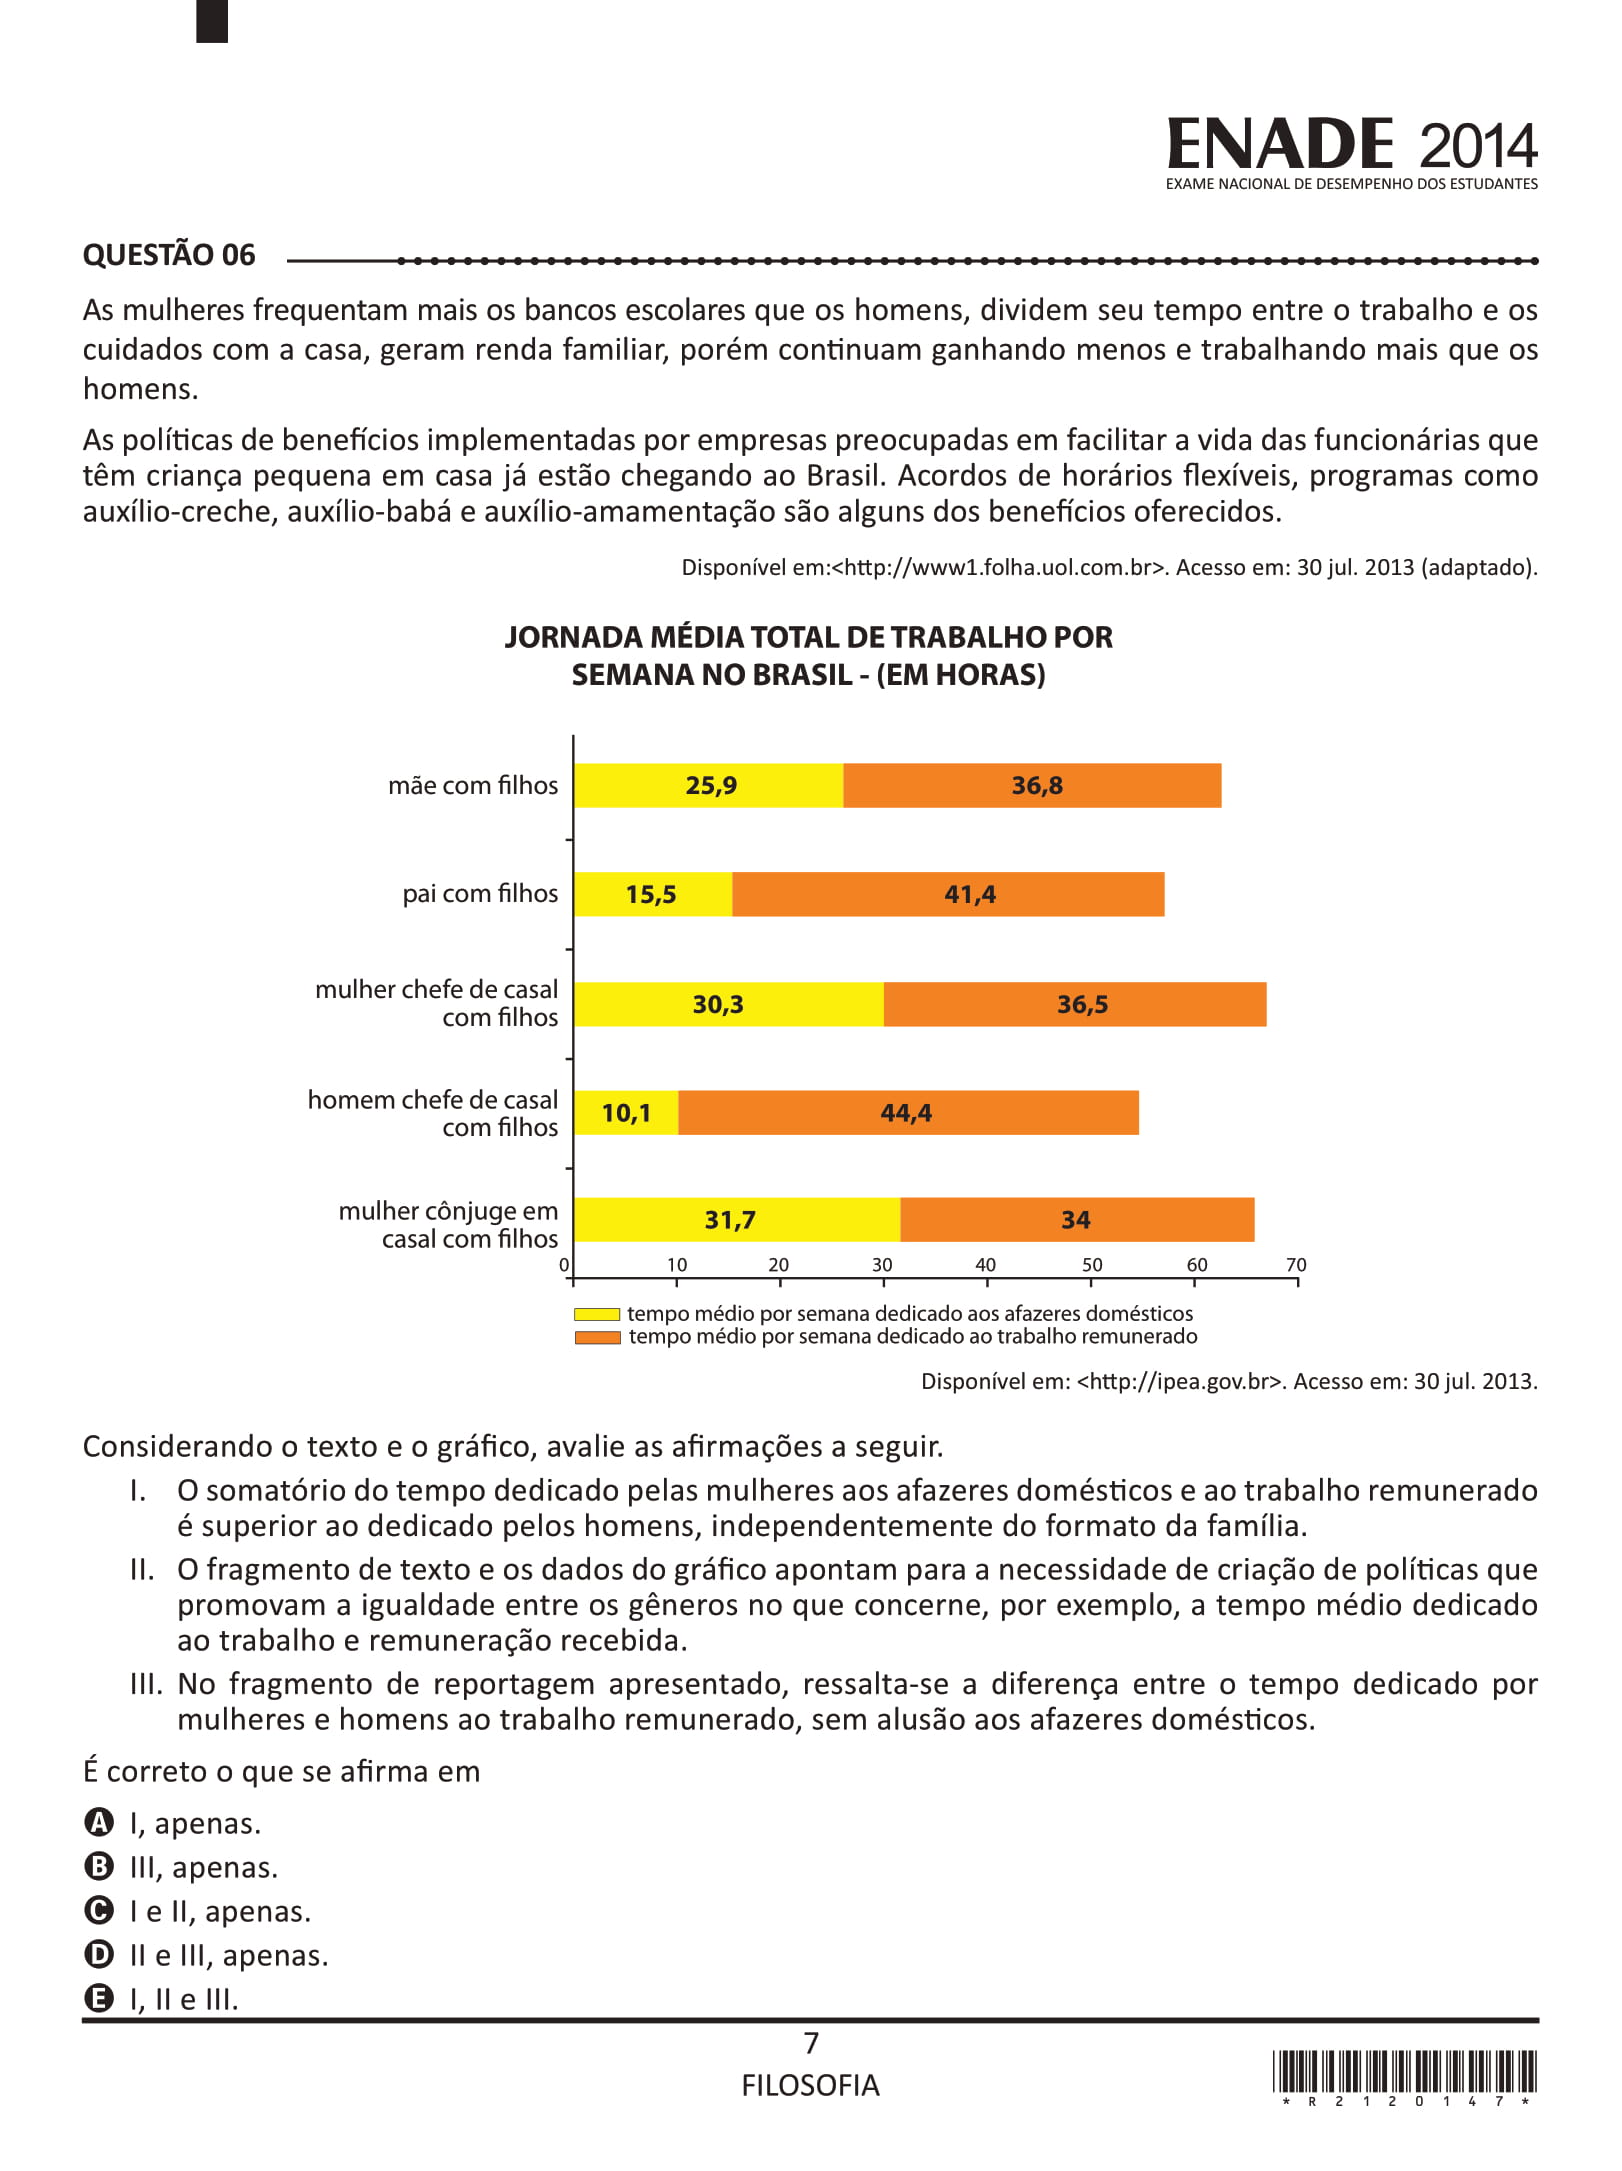 ENADE 2014
EXAME NACIONAL DE DESEMPENHO DOS ESTUDANTES
QUESTÃO 06
As mulheres frequentam mais os bancos escolares que os homens, dividem seu tempo entre o trabalho e os
cuidados com a casa, geram renda familiar, porém continuam ganhando menos e trabalhando mais que os
homens.
As políticas de benefícios implementadas por empresas preocupadas em facilitar a vida das funcionárias que
têm criança pequena em casa já estão chegando ao Brasil. Acordos de horários flexíveis, programas como
auxílio-creche, auxílio-babá e auxílio-amamentação são alguns dos benefícios oferecidos.
Disponível em:<http://www1.folha.uol.com.br>. Acesso em: 30 jul. 2013 (adaptado).
JORNADA MÉDIA TOTAL DE TRABALHO POR
SEMANA NO BRASIL - (EM HORAS)
mãe com filhos 25,9 36,8
pai com filhos 15,5 41,4
mulher chefe de casal
com filhos 30,3 36,5
homem chefe de casal
com filhos 10,1 44,4
mulher cônjuge em
casal com filhos 31,7 34
0 10 20 30 40 50 60 70
tempo médio por semana dedicado aos afazeres domésticos
tempo médio por semana dedicado ao trabalho remunerado
Disponível em: <http://ipea.gov.br>. Acesso em: 30 jul. 2013.
Considerando o texto e o gráfico, avalie as afirmações a seguir.
I. O somatório do tempo dedicado pelas mulheres aos afazeres domésticos e ao trabalho remunerado
é superior ao dedicado pelos homens, independentemente do formato da família.
II. O fragmento de texto e os dados do gráfico apontam para a necessidade de criação de políticas que
promovam a igualdade entre os gêneros no que concerne, por exemplo, a tempo médio dedicado
ao trabalho e remuneração recebida.
III. No fragmento de reportagem apresentado, ressalta-se a diferença entre o tempo dedicado por
mulheres e homens ao trabalho remunerado, sem alusão aos afazeres domésticos.
É correto o que se afirma em
A I, apenas.
B III, apenas.
C I e II, apenas.
D II e III, apenas.
E I, II e III.
7
FILOSOFIA
* R 2 1 2 0 1 4 7 *